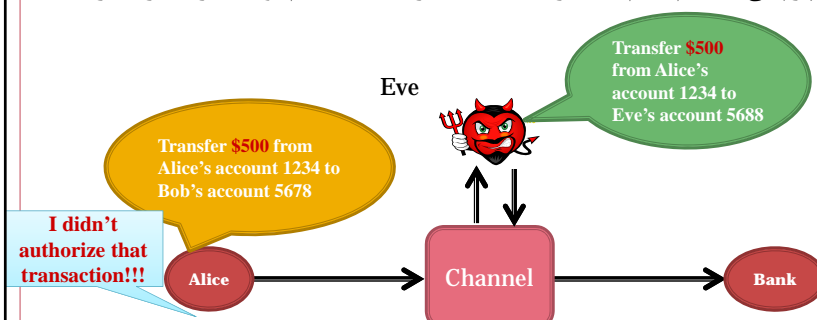 Transfer $500
from Alice's
account 1234 to
Eve's account 5688
Eve
Transfer $500 from
Alice's account 1234 to
Bob's account 5678
I didn't
authorize that
transaction!!!
Alice
Channel
Bank